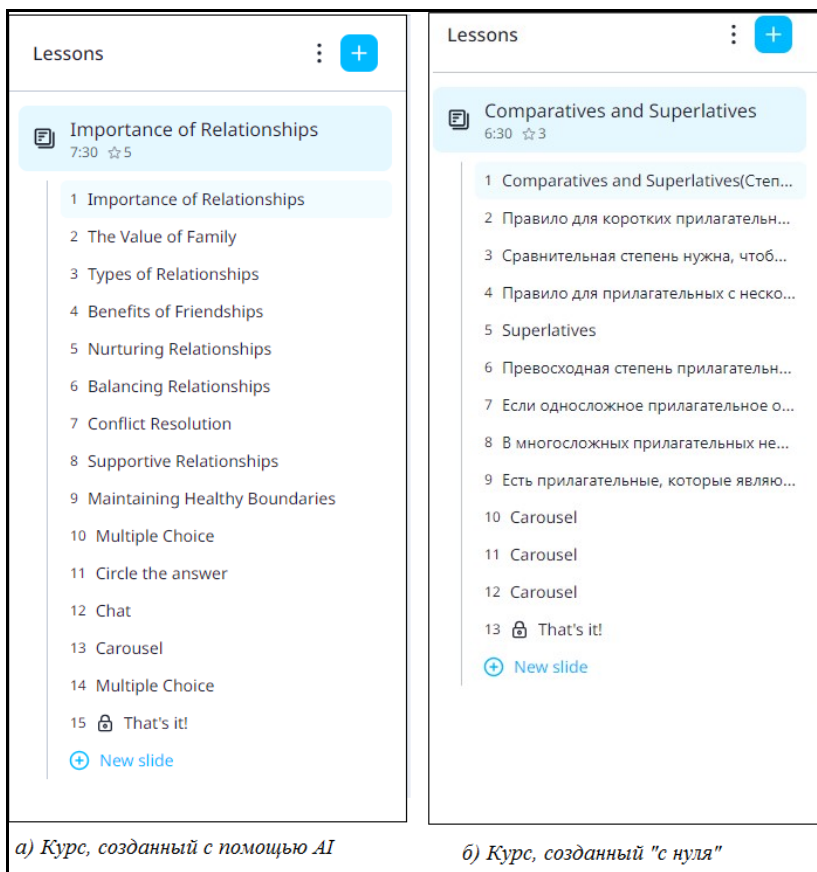 Lessons
Importance of Relationships
7:30 ☆ 5
1 Importance of Relationships
2 The Value of Family
3 Types of Relationships
4 Benefits of Friendships
5 Nurturing Relationships
6 Balancing Relationships
7 Conflict Resolution
8 Supportive Relationships
9 Maintaining Healthy Boundaries
10 Multiple Choice
11 Circle the answer
12 Chat
13 Carousel
14 Multiple Choice
15 That's it!
New slide
а) Курс, созданный с помощью AI
Lessons
Comparatives and Superlatives
6:30 ☆ 3
1 Comparatives and Superlatives(Степ...
2 Правило для коротких прилагательн...
3 Сравнительная степень нужна, чтоб...
4 Правило для прилагательных с неско...
5 Superlatives
6 Превосходная степень прилагательн...
7 Если односложное прилагательное о...
8 В многосложных прилагательных не...
9 Есть прилагательные, которые являю...
10 Carousel
11 Carousel
12 Carousel
13 That's it!
New slide
б) Курс, созданный "с нуля"